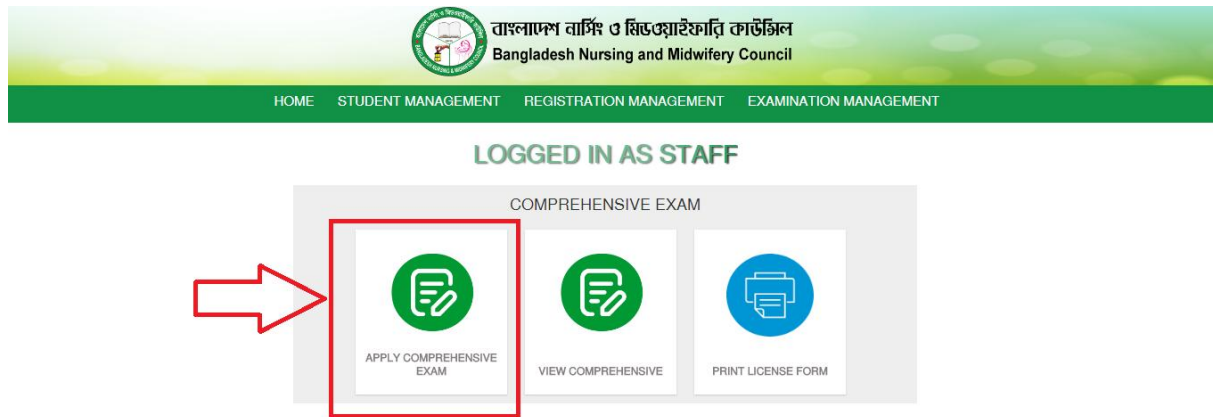 বাংলাদেশ নার্সিং ও মিডওয়াইফারি কাউন্সিল
Bangladesh Nursing and Midwifery Council
HOME STUDENT MANAGEMENT REGISTRATION MANAGEMENT EXAMINATION MANAGEMENT
LOGGED IN AS STAFF
COMPREHENSIVE EXAM
APPLY COMPREHENSIVE
EXAM
VIEW COMPREHENSIVE
PRINT LICENSE FORM